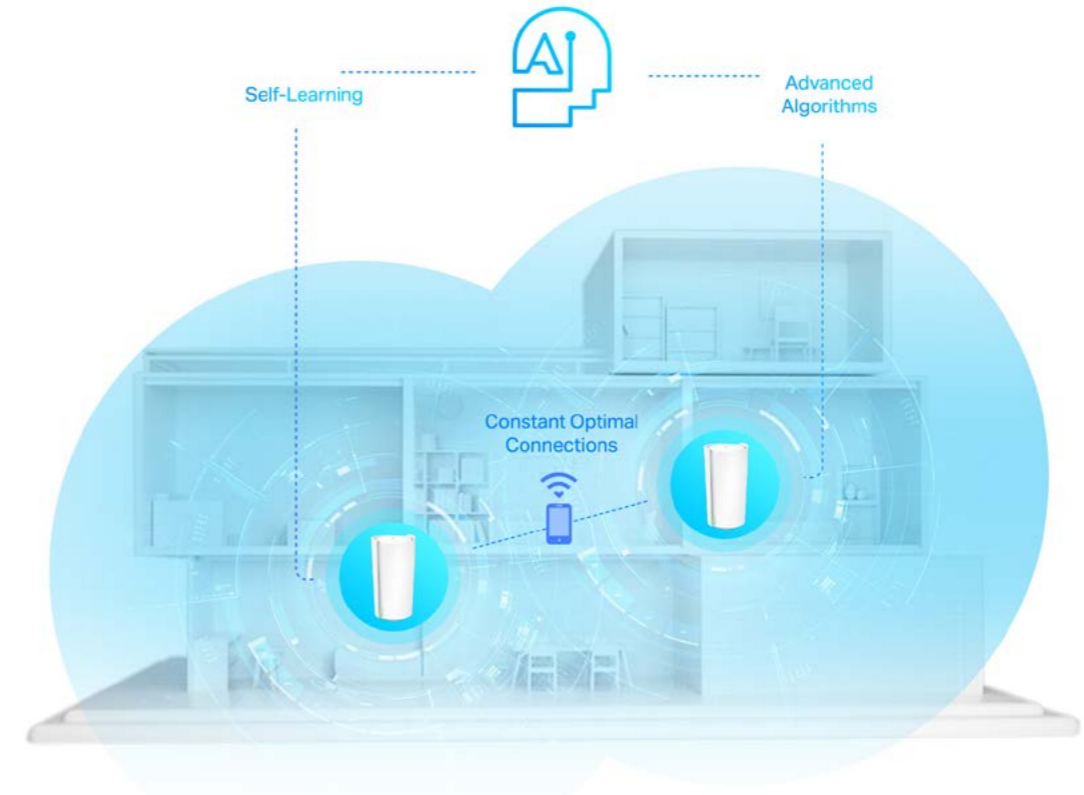 AI
Self-Learning
Advanced
Algorithms
Constant Optimal
Connections